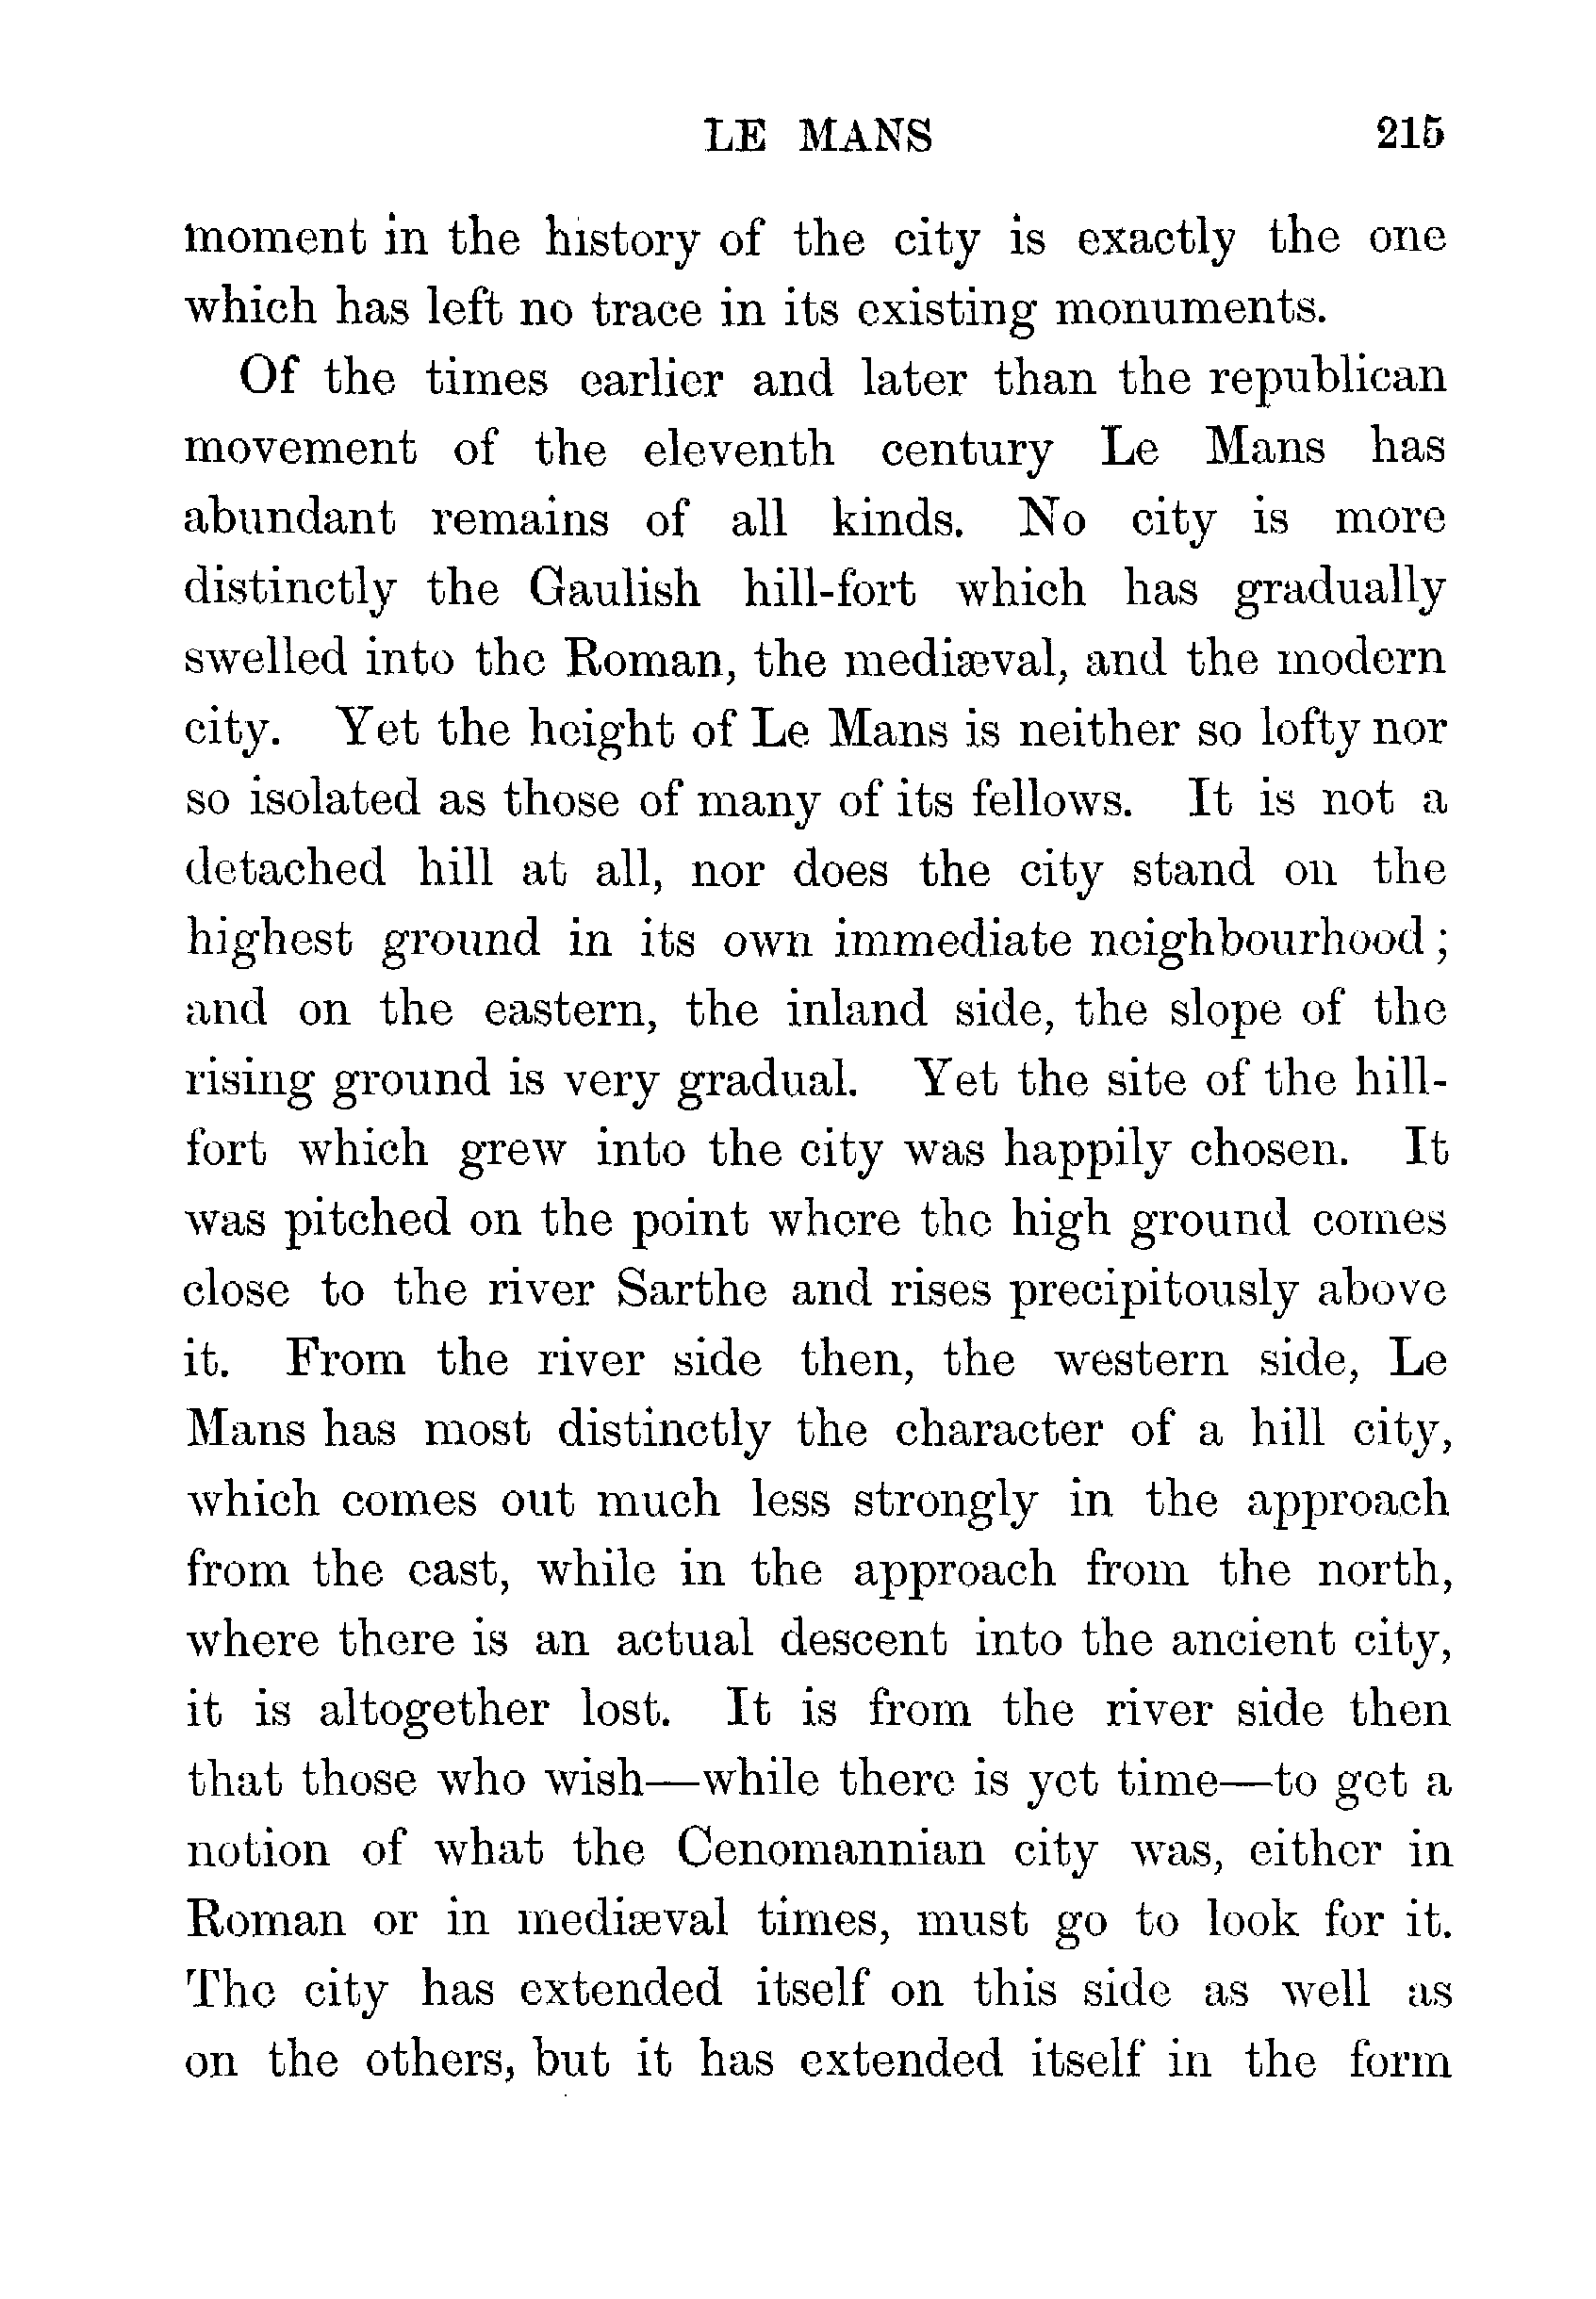 LE MANS 215
moment in the history of the city is exactly the one
which has left no trace in its existing monuments.
Of the times earlier and later than the republican
movement of the eleventh century Le Mans has
abundant remains of all kinds. No city is more
distinctly the Gaulish hill-fort which has gradually
swelled into the Roman, the mediæval, and the modern
city. Yet the height of Le Mans is neither so lofty nor
so isolated as those of many of its fellows. It is not a
detached hill at all, nor does the city stand on the
highest ground in its own immediate neighbourhood;
and on the eastern, the inland side, the slope of the
rising ground is very gradual. Yet the site of the hill-
fort which grew into the city was happily chosen. It
was pitched on the point where the high ground comes
close to the river Sarthe and rises precipitously above
it. From the river side then, the western side, Le
Mans has most distinctly the character of a hill city,
which comes out much less strongly in the approach
from the east, while in the approach from the north,
where there is an actual descent into the ancient city,
it is altogether lost. It is from the river side then
that those who wish—while there is yet time—to get a
notion of what the Cenomannian city was, either in
Roman or in mediæval times, must go to look for it.
The city has extended itself on this side as well as
on the others, but it has extended itself in the form